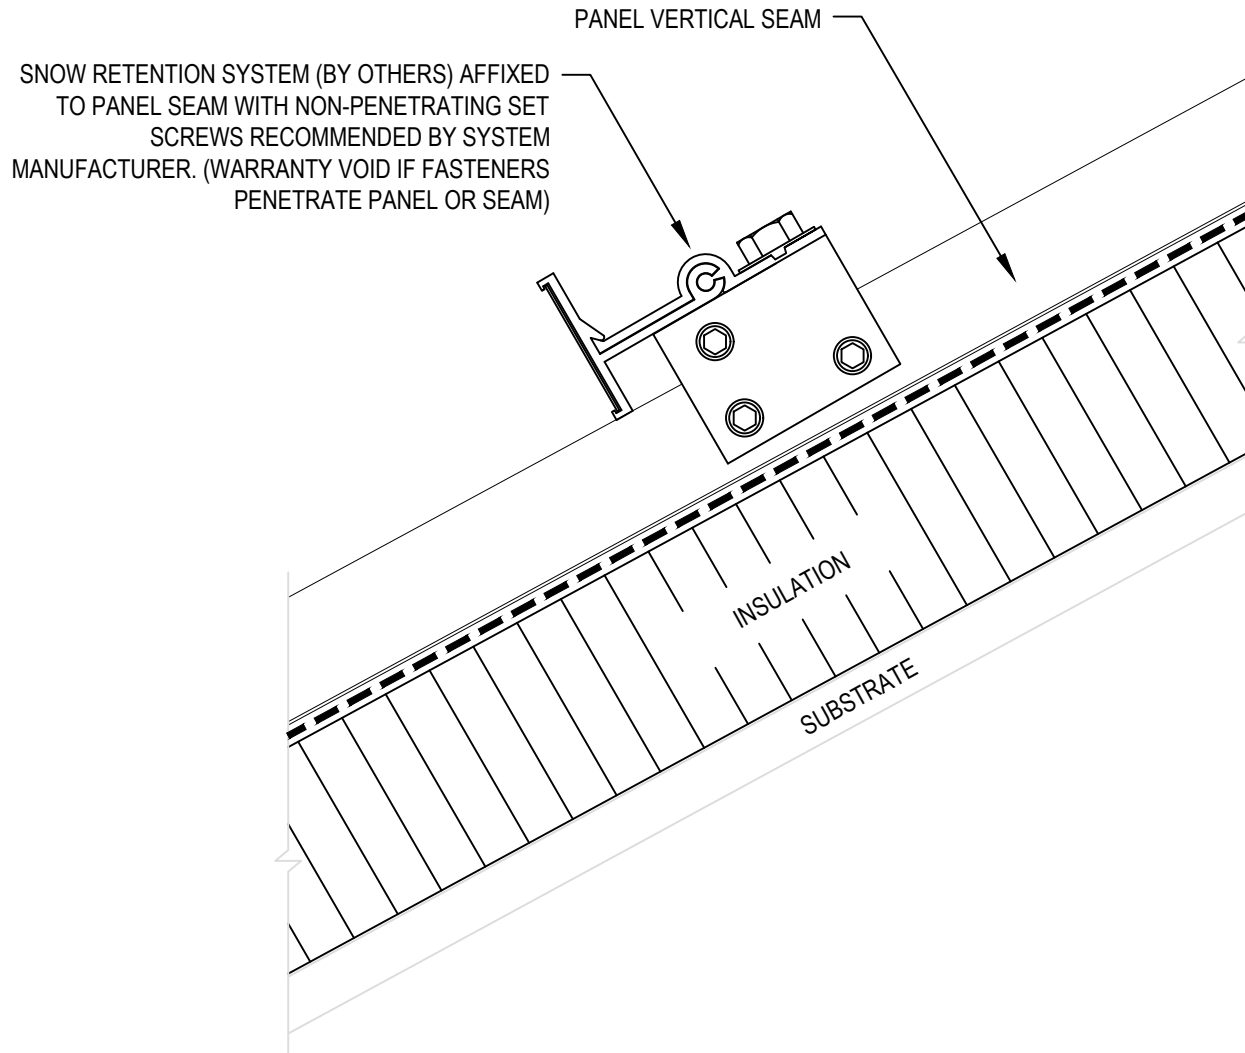 PANEL VERTICAL SEAM
SNOW RETENTION SYSTEM (BY OTHERS) AFFIXED
TO PANEL SEAM WITH NON-PENETRATING SET
SCREWS RECOMMENDED BY SYSTEM
MANUFACTURER. (WARRANTY VOID IF FASTENERS
PENETRATE PANEL OR SEAM)
INSULATION
SUBSTRATE